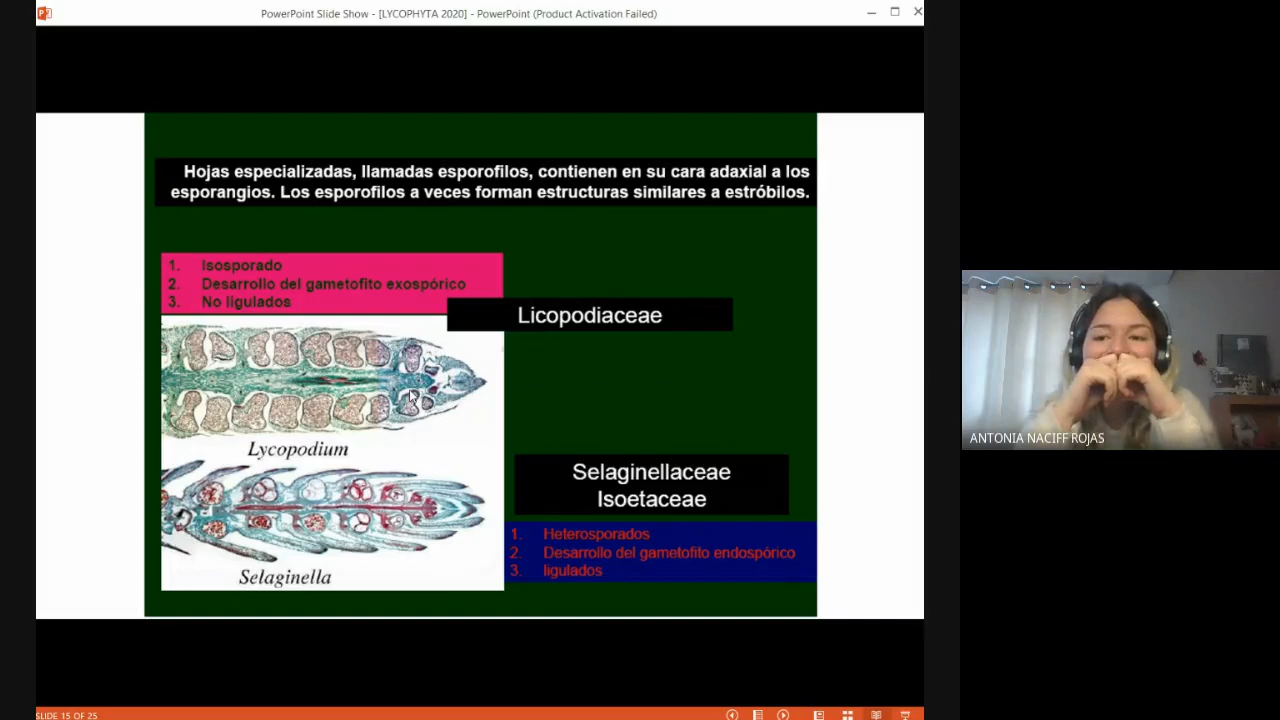 PowerPoint Slide Show - [LYCOPHYTA 2020] - PowerPoint (Product Activation Failed)
Hojas especializadas, llamadas esporofilos, contienen en su cara adaxial a los
esporangios. Los esporofilos a veces forman estructuras similares a estróbilos.
1. Isosporado
2. Desarrollo del gametofito exospórico
3. No ligulados
Licopodiaceae
Lycopodium
Selaginellaceae
Isoetaceae
1. Heterosporados
2. Desarrollo del gametofito endospórico
3. ligulados
Selaginella
ANTONIA NACIFF ROJAS
SLIDE 15 OF 25